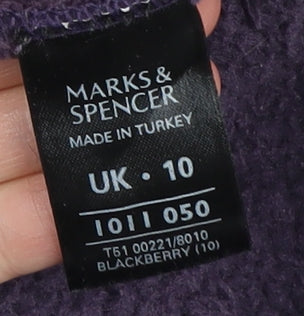 MARKS &
SPENCER
MADE IN TURKEY
UK • 10
1011 050
T51 00221/8010
BLACKBERRY (10)